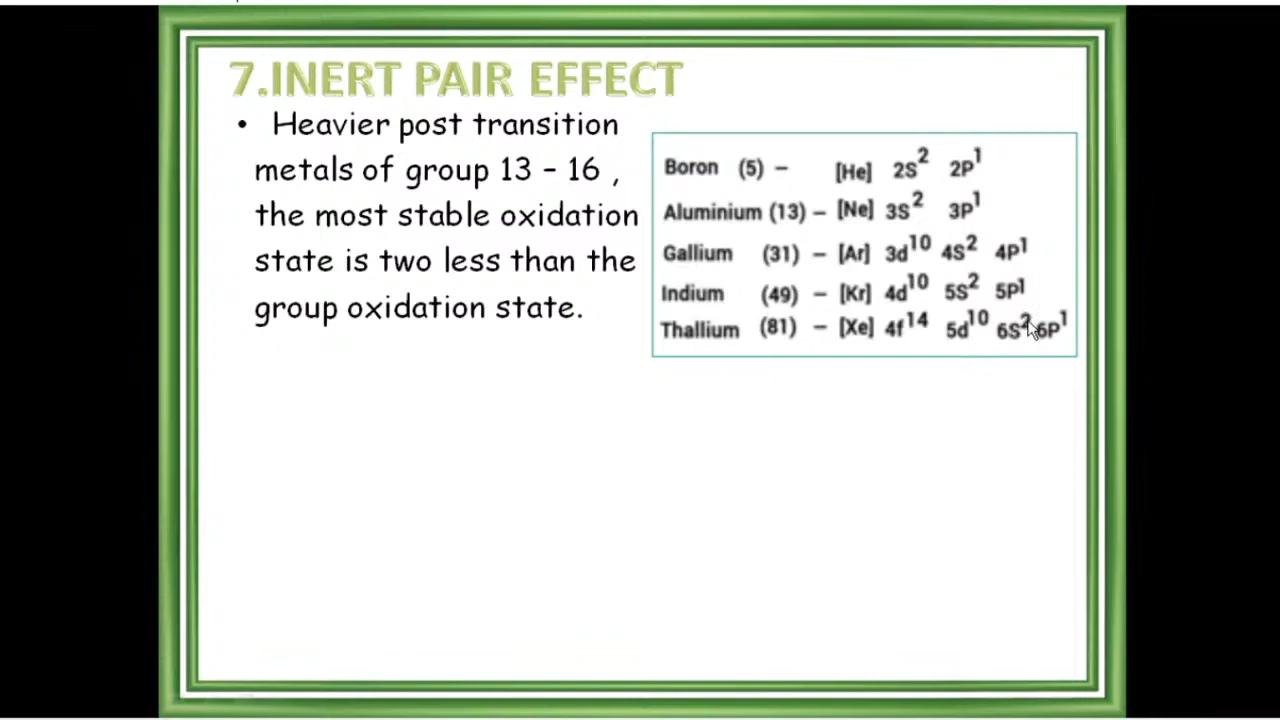 7.INERT PAIR EFFECT
• Heavier post transition
metals of group 13 – 16 ,
the most stable oxidation
state is two less than the
group oxidation state.
Boron (5) – [He] 2S² 2P¹
Aluminium (13) – [Ne] 3S² 3P¹
Gallium (31) – [Ar] 3d¹⁰ 4S² 4P¹
Indium (49) – [Kr] 4d¹⁰ 5S² 5P¹
Thallium (81) – [Xe] 4f¹⁴ 5d¹⁰ 6S² 6P¹